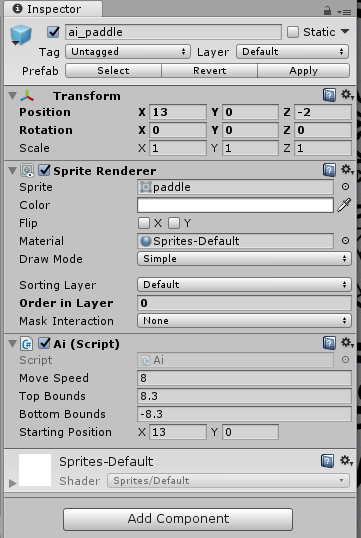 Inspector
ai_paddle Static
Tag Untagged Layer Default
Prefab Select Revert Apply
Transform
Position X 13 Y 0 Z -2
Rotation X 0 Y 0 Z 0
Scale X 1 Y 1 Z 1
Sprite Renderer
Sprite paddle
Color
Flip X Y
Material Sprites-Default
Draw Mode Simple
Sorting Layer Default
Order in Layer 0
Mask Interaction None
Ai (Script)
Script Ai
Move Speed 8
Top Bounds 8.3
Bottom Bounds -8.3
Starting Position X 13 Y 0
Sprites-Default
Shader Sprites/Default
Add Component